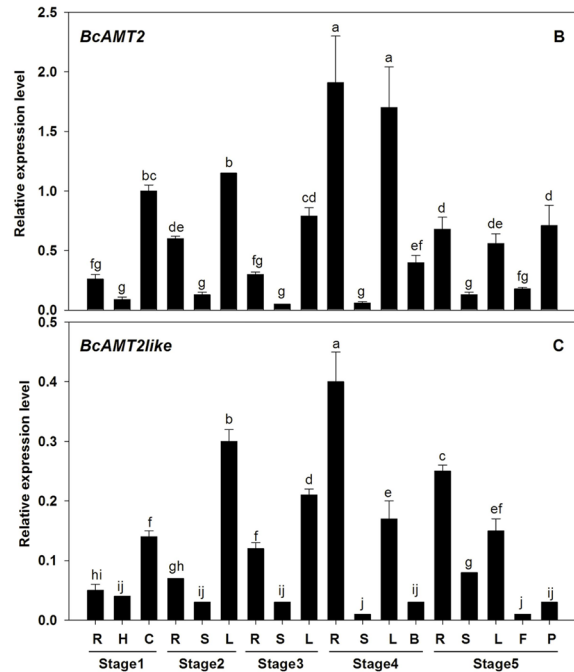 BcAMT2
B
Relative expression level
2.5
2.0
1.5
1.0
0.5
0.0
fg g bc de g b fg g cd a g a ef d g de fg d
BcAMT2like
C
Relative expression level
0.5
0.4
0.3
0.2
0.1
0.0
hi ij f gh ij b f ij d a j e ij c g ef j ij
R H C R S L R S L R S L B R S L F P
Stage1 Stage2 Stage3 Stage4 Stage5